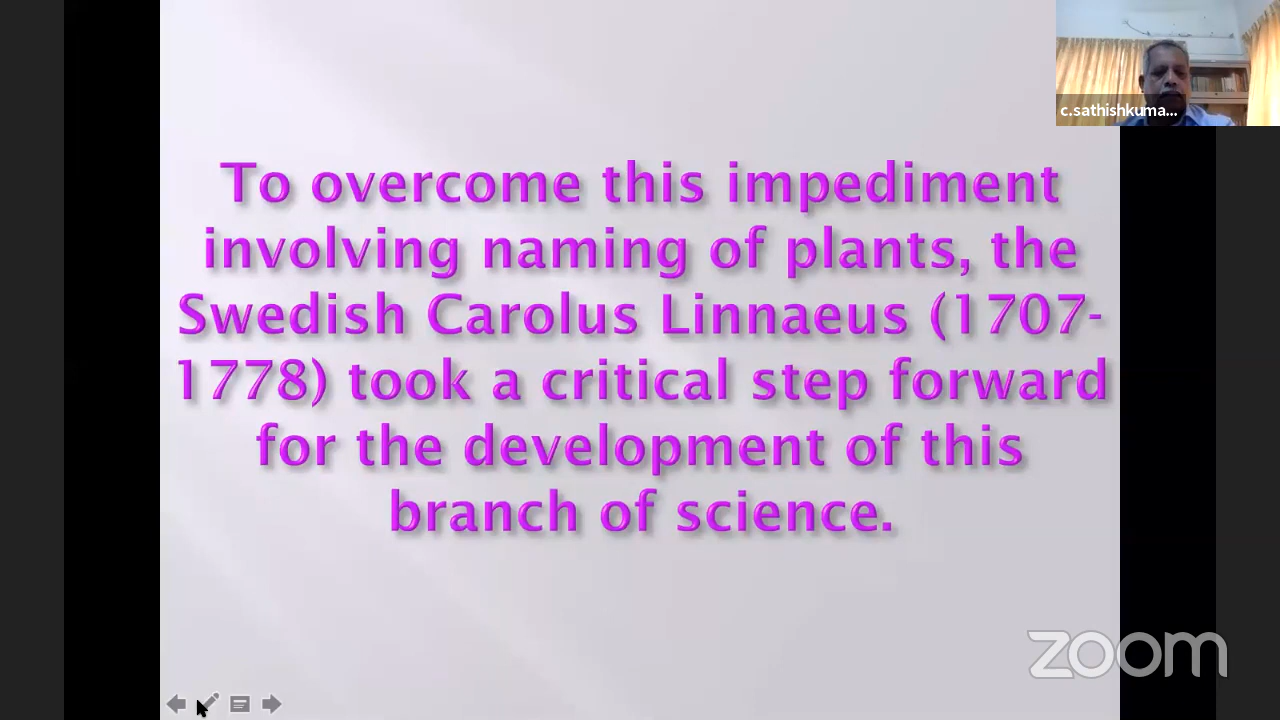 c.sathishkuma...
To overcome this impediment
involving naming of plants, the
Swedish Carolus Linnaeus (1707-
1778) took a critical step forward
for the development of this
branch of science.
zoom